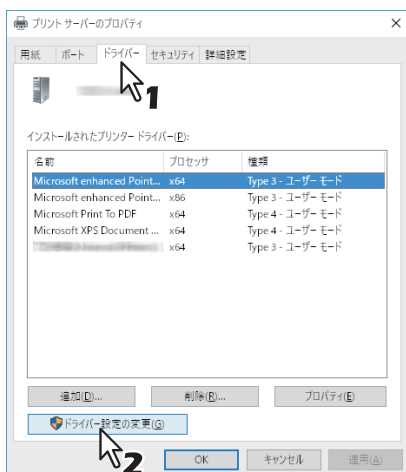 プリント サーバーのプロパティ
用紙 ポート ドライバー セキュリティ 詳細設定
1
インストールされたプリンター ドライバー(P):
名前 プロセッサ 種類
Microsoft enhanced Point... x64 Type 3 - ユーザー モード
Microsoft enhanced Point... x86 Type 3 - ユーザー モード
Microsoft Print To PDF x64 Type 4 - ユーザー モード
Microsoft XPS Document ... x64 Type 4 - ユーザー モード
x64 Type 3 - ユーザー モード
追加(D)... 削除(R)... プロパティ(E)
ドライバー設定の変更(G)
2
OK キャンセル 適用(A)